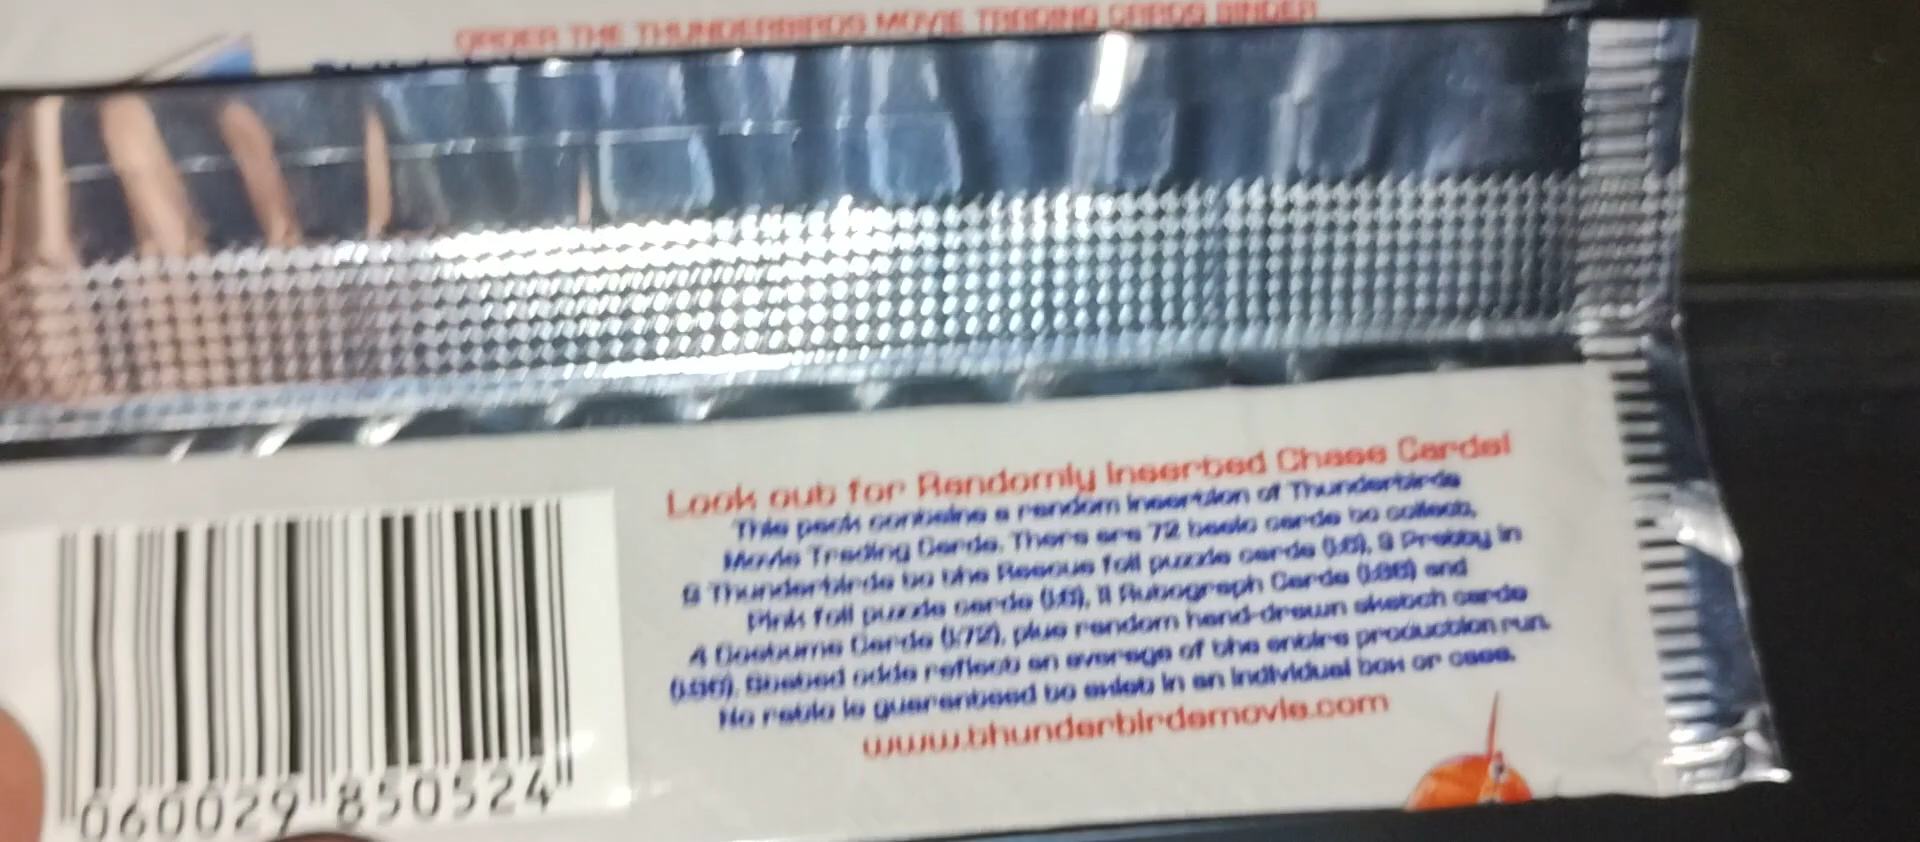 ORDER THE THUNDERBIRDS MOVIE TRADING CARDS BINDER
Look out for Randomly Inserted Chase Cards!
This pack contains a random insertion of Thunderbirds
Movie Trading Cards. There are 72 basic cards to collect,
9 Thunderbirds to the Rescue foil puzzle cards (1:6), 9 Pretty in
Pink foil puzzle cards (1:6), 11 Autograph Cards and
4 Costume Cards (1:72), plus random hand-drawn sketch cards
Stated odds reflect an average of the entire production run.
No ratio is guaranteed to exist in an individual box or case.
www.thunderbirdsmovie.com
060029 850524